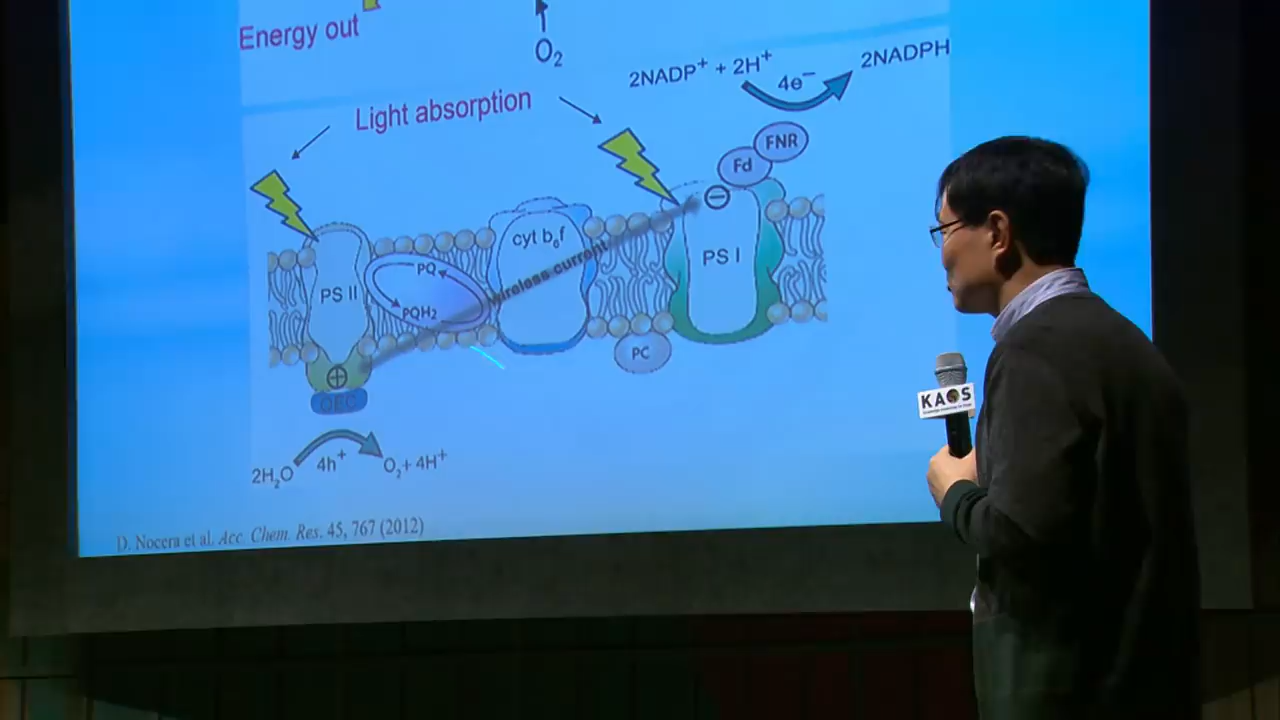 Energy out
O₂
2NADP⁺ + 2H⁺
4e⁻
2NADPH
Light absorption
FNR
Fd
⊖
cyt b₆f
PS I
PQ
PS II
wireless current
PQH₂
PC
⊕
OEC
2H₂O
4h⁺
O₂+ 4H⁺
D. Nocera et al. Acc. Chem. Res. 45, 767 (2012)
KAOS